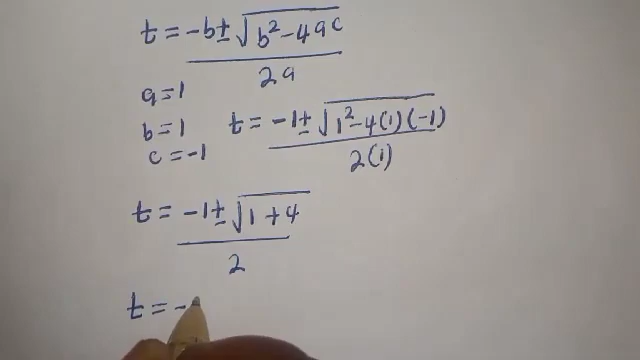 t = -b ± √b² - 4ac
2a
a = 1
b = 1
c = -1
t = -1 ± √1² - 4(1)(-1)
2(1)
t = -1 ± √1 + 4
2
t = -